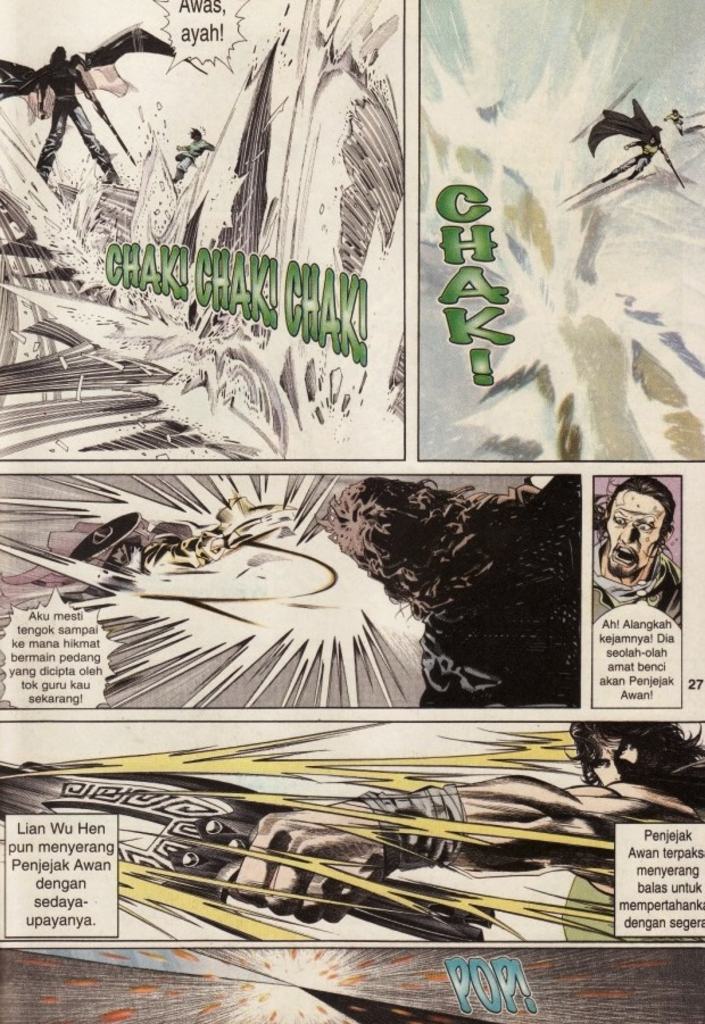 Awas,
ayah!
CHAK! CHAK! CHAK!
CHAK!
Aku mesti
tengok sampai
ke mana hikmat
bermain pedang
yang dicipta oleh
tok guru kau
sekarang!
Ah! Alangkah
kejamnya! Dia
seolah-olah
amat benci
akan Penjejak
Awan!
27
Lian Wu Hen
pun menyerang
Penjejak Awan
dengan
sedaya-
upayanya.
Penjejak
Awan terpaksa
menyerang
balas untuk
mempertahanka
dengan segera
POP!